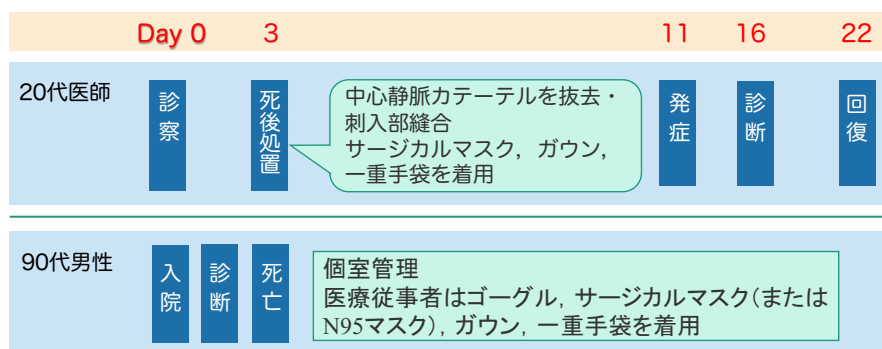 Day 0 3 11 16 22
20代医師
診察
死後処置
中心静脈カテーテルを抜去・
刺入部縫合
サージカルマスク，ガウン，
一重手袋を着用
発症
診断
回復
90代男性
入院
診断
死亡
個室管理
医療従事者はゴーグル，サージカルマスク（または
N95マスク），ガウン，一重手袋を着用